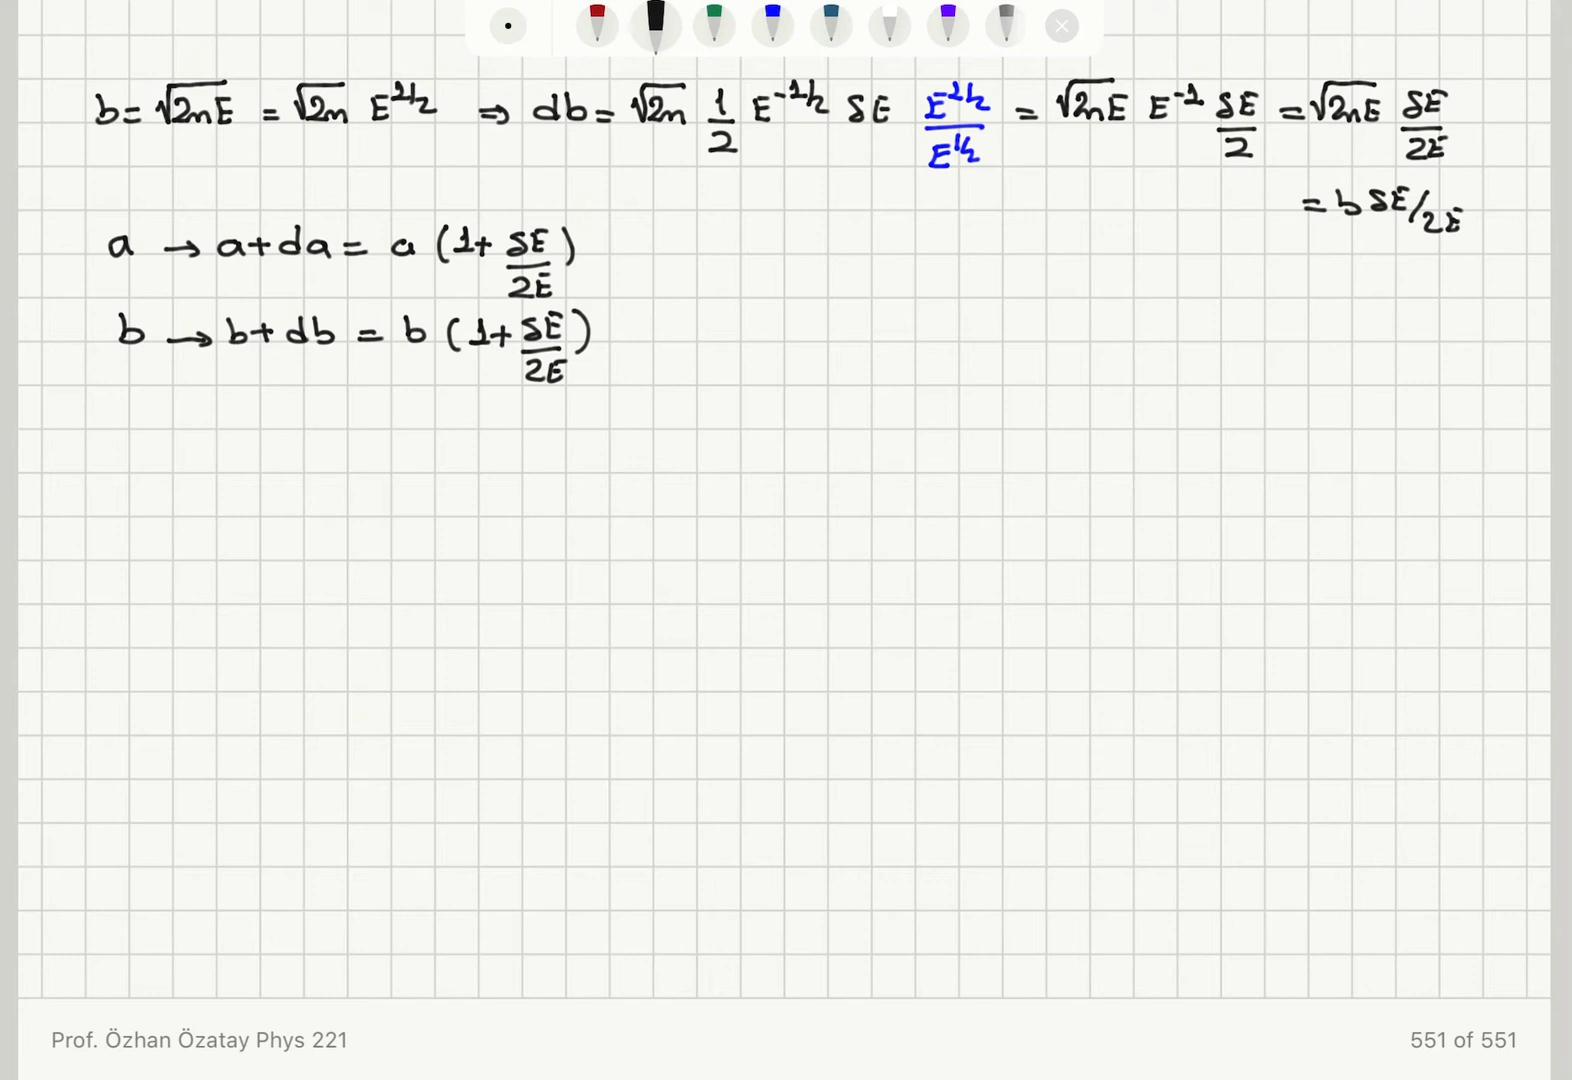 b = √2mE = √2m E^1/2 ⇒ db = √2m 1/2 E^-1/2 δE E^1/2/E^1/2 = √2mE E^-1 δE/2 = √2mE δE/2E
= b δE/2E
a → a + da = a (1 + δE/2E)
b → b + db = b (1 + δE/2E)
Prof. Özhan Özatay Phys 221
551 of 551